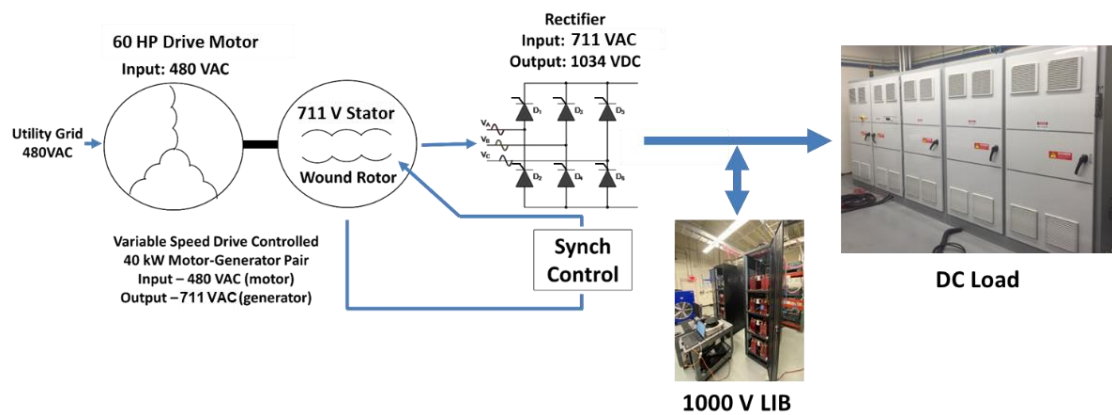 60 HP Drive Motor
Input: 480 VAC
Utility Grid
480VAC
711 V Stator
Wound Rotor
Variable Speed Drive Controlled
40 kW Motor-Generator Pair
Input – 480 VAC (motor)
Output – 711 VAC (generator)
Rectifier
Input: 711 VAC
Output: 1034 VDC
D1
D2
D3
VA
VB
VC
D2
D4
D6
Synch
Control
1000 V LIB
DC Load